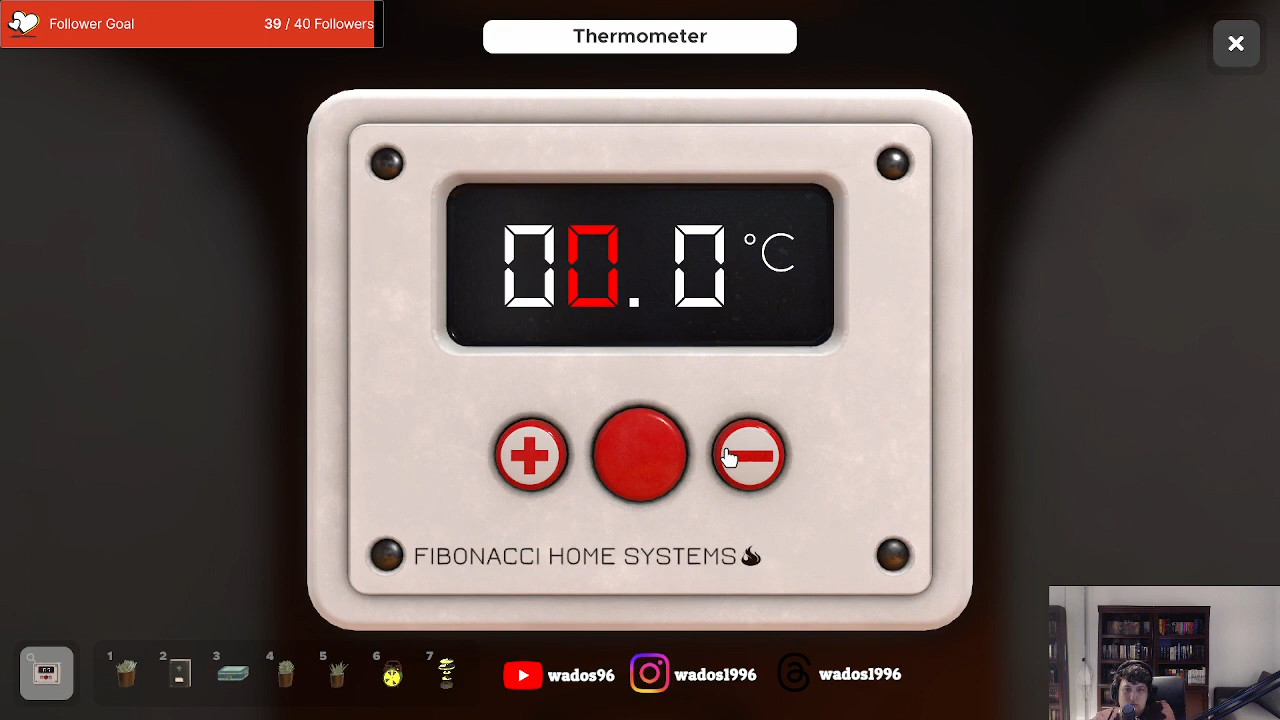 Follower Goal
39 / 40 Followers
Thermometer
00.0 °C
FIBONACCI HOME SYSTEMS
1 2 3 4 5 6 7
wados96
wados1996
wados1996